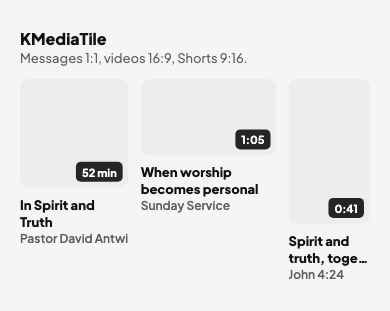 KMediaTile
Messages 1:1, videos 16:9, Shorts 9:16.
52 min
In Spirit and
Truth
Pastor David Antwi
1:05
When worship
becomes personal
Sunday Service
0:41
Spirit and
truth, toge…
John 4:24